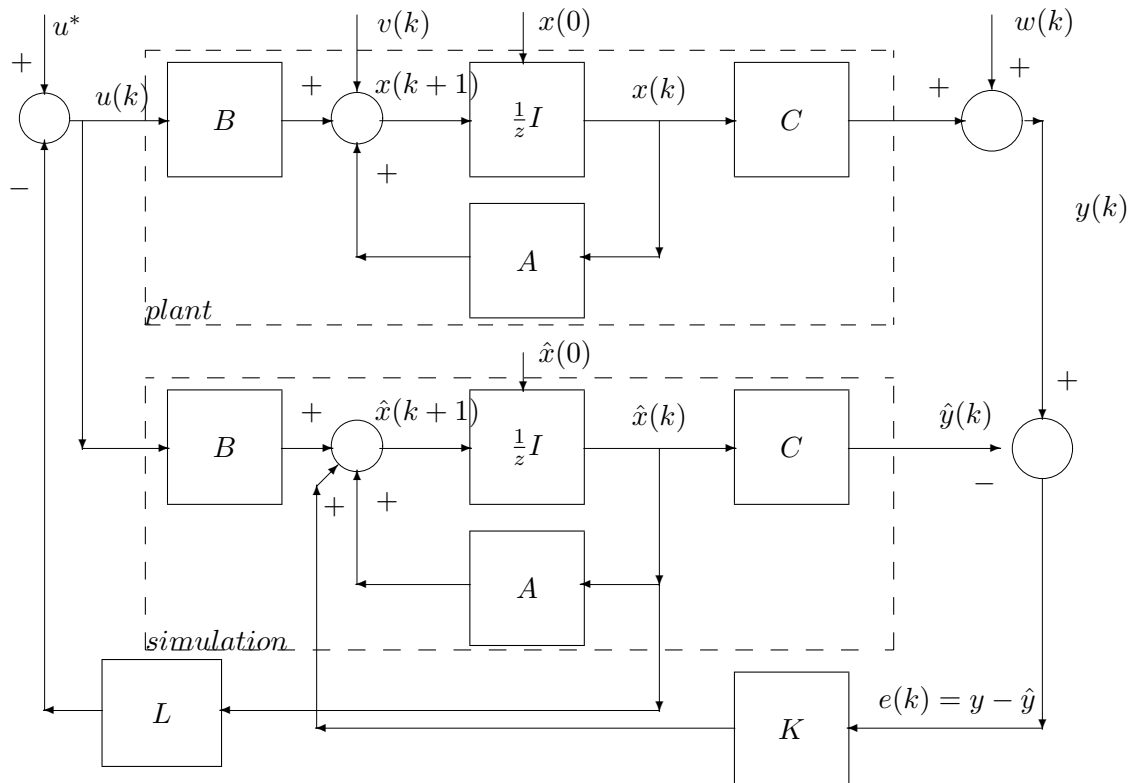 u* v(k) x(0) w(k)
+ +
u(k) B + x(k+1) 1/z I x(k) C +
− + y(k)
A
plant
x̂(0)
+
+ x̂(k+1) x̂(k) ŷ(k)
B 1/z I C
+ + −
A
simulation
L e(k) = y − ŷ
K